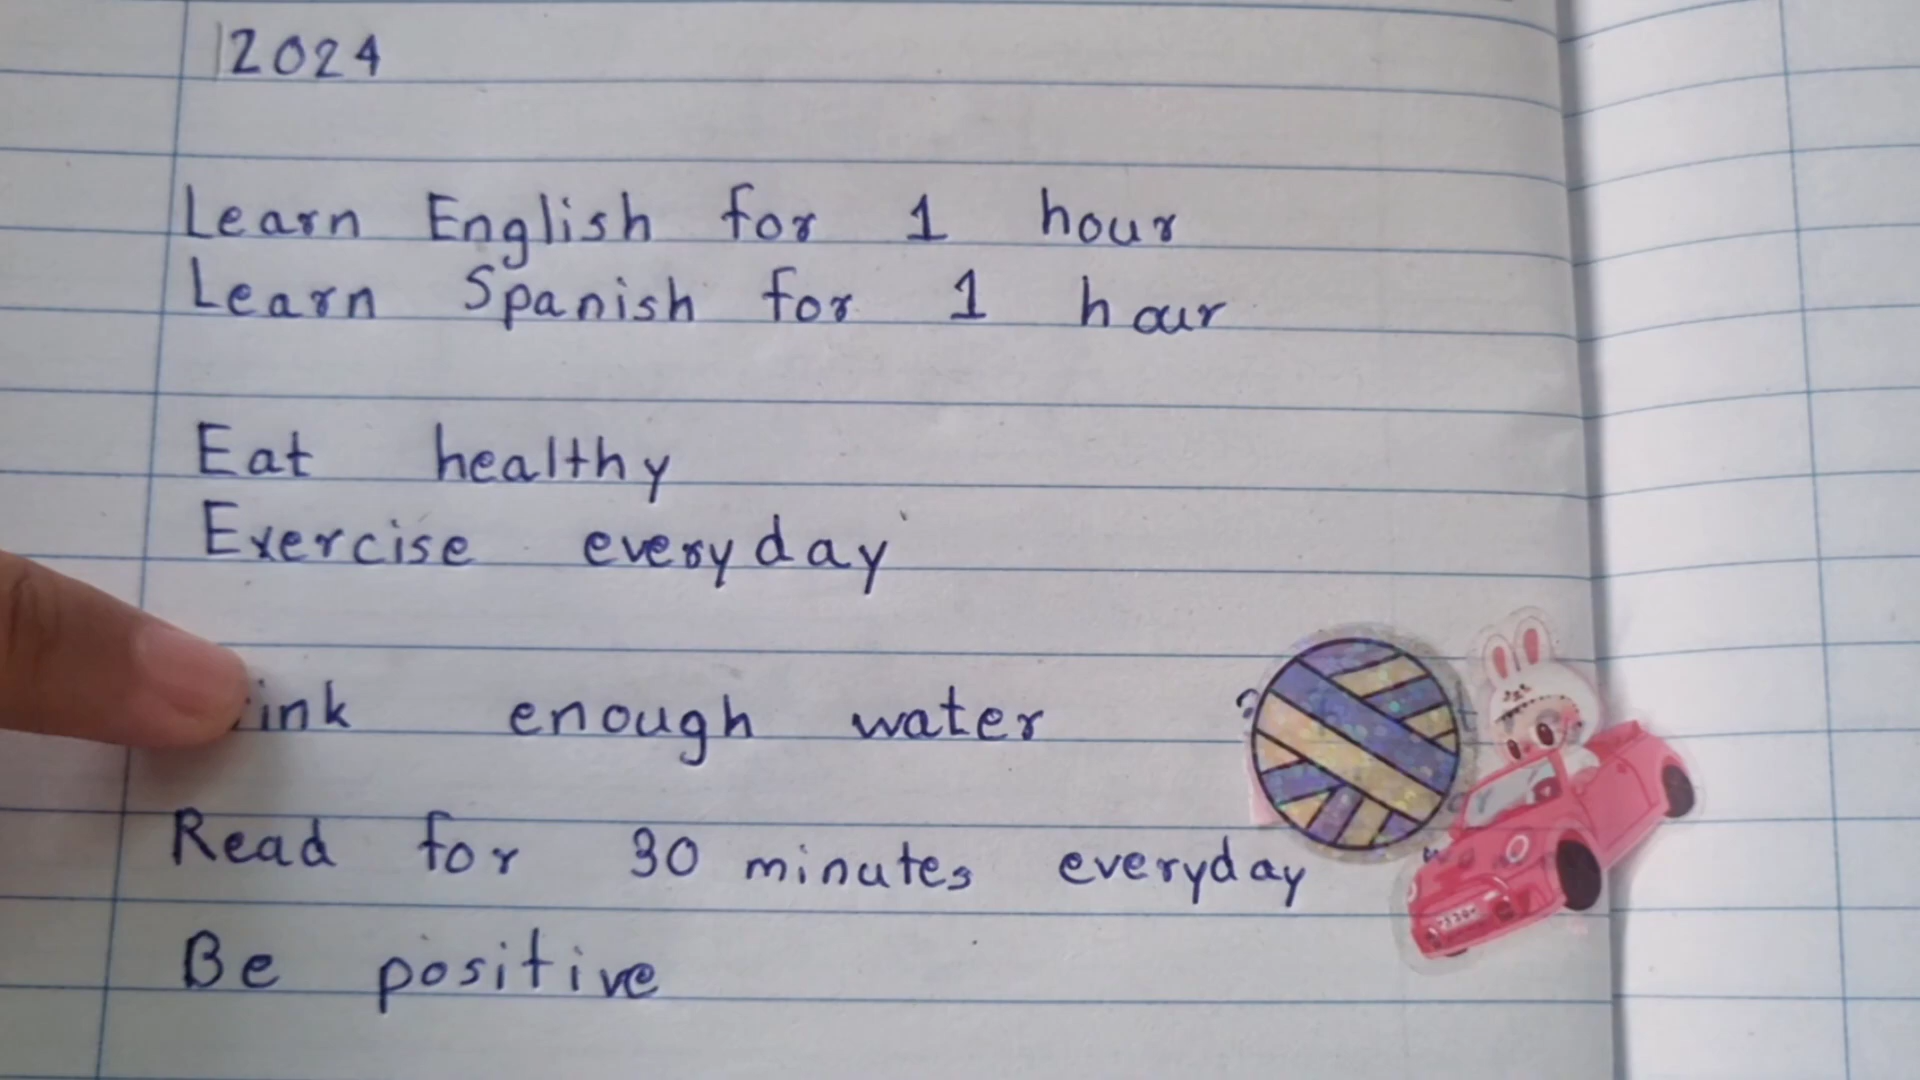 2024
Learn English for 1 hour
Learn Spanish for 1 hour
Eat healthy
Exercise everyday
enough water
Read for 30 minutes everyday
Be positive